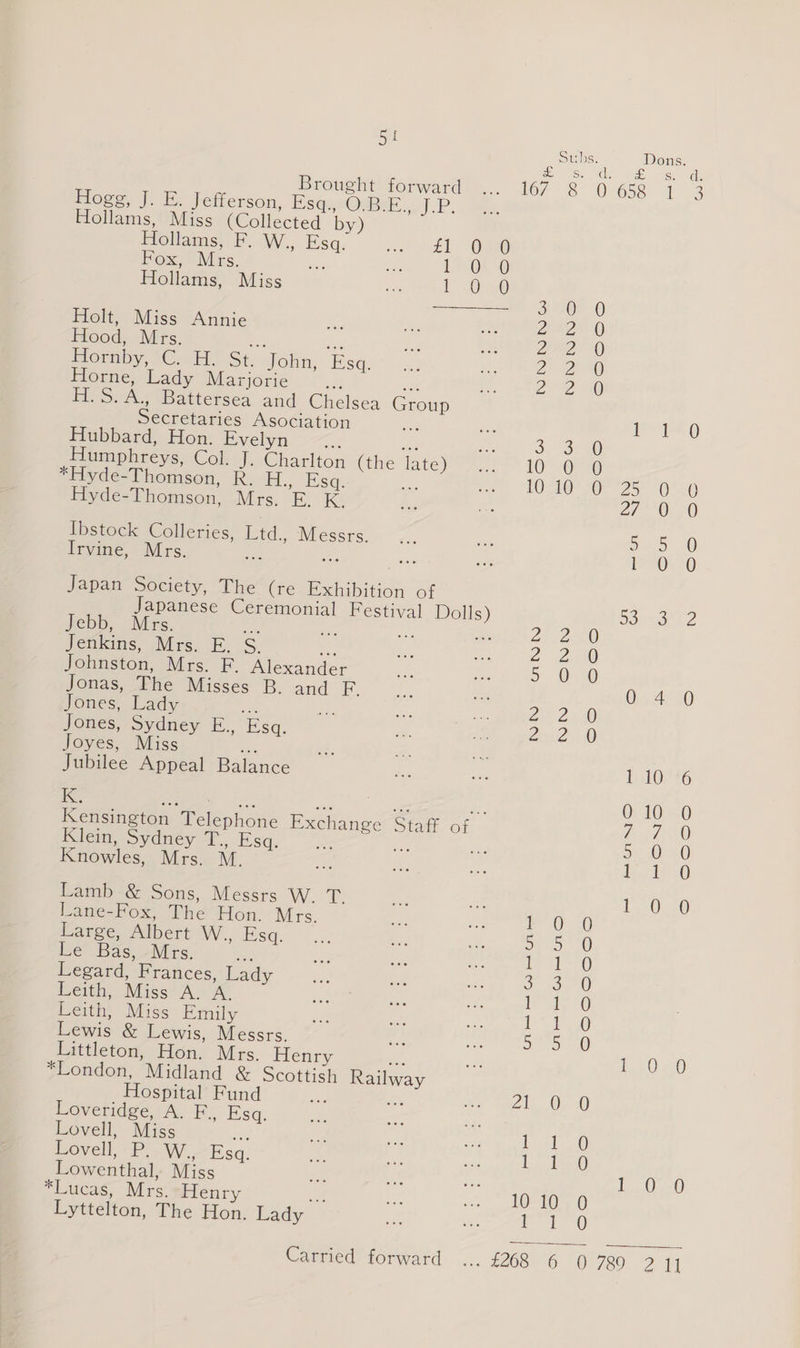 51
Subs. Dons.
£ s. d. £ s. d.
Brought forward ... 167 8 0 658 1 3
Hogg, J. E. Jefferson, Esq., O.B.E., J.P. ...
Hollams, Miss (Collected by)
Hollams, F. W., Esq. ... £1 0 0
Fox, Mrs. ... ... 1 0 0
Hollams, Miss ... 1 0 0
3 0 0
Holt, Miss Annie ... ... ... 2 2 0
Hood, Mrs. ... ... ... ... 2 2 0
Hornby, C. H. St. John, Esq. ... ... 2 2 0
Horne, Lady Marjorie ... ... ... 2 2 0
H.S.A., Battersea and Chelsea Group
Secretaries Asociation ... ... 1 1 0
Hubbard, Hon. Evelyn ... ... ... 3 3 0
Humphreys, Col. J. Charlton (the late) ... 10 0 0
*Hyde-Thomson, R. H., Esq. ... ... 10 10 0 25 0 0
Hyde-Thomson, Mrs. E. K. ... ... 27 0 0
Ibstock Colleries, Ltd., Messrs. ... ... 5 5 0
Irvine, Mrs. ... ... ... ... 1 0 0
Japan Society, The (re Exhibition of
Japanese Ceremonial Festival Dolls) 53 3 2
Jebb, Mrs. ... ... ... ... 2 2 0
Jenkins, Mrs. E. S. ... ... ... 2 2 0
Johnston, Mrs. F. Alexander ... ... 5 0 0
Jonas, The Misses B. and F. ... ... 0 4 0
Jones, Lady ... ... ... ... 2 2 0
Jones, Sydney E., Esq. ... ... 2 2 0
Joyes, Miss ... ... ... ...
Jubilee Appeal Balance ... ... 1 10 6
K. ... ... ... ... 0 10 0
Kensington Telephone Exchange Staff of 7 7 0
Klein, Sydney T., Esq. ... ... ... 5 0 0
Knowles, Mrs. M. ... ... ... 1 1 0
Lamb & Sons, Messrs W. T. ... ... 1 0 0
Lane-Fox, The Hon. Mrs. ... ... 1 0 0
Large, Albert W., Esq. ... ... ... 5 5 0
Le Bas, Mrs. ... ... ... ... 1 1 0
Legard, Frances, Lady ... ... ... 3 3 0
Leith, Miss A. A. ... ... ... 1 1 0
Leith, Miss Emily ... ... ... 1 1 0
Lewis & Lewis, Messrs. ... ... 5 5 0
Littleton, Hon. Mrs. Henry ... ... 1 0 0
*London, Midland & Scottish Railway
Hospital Fund ... ... ... 21 0 0
Loveridge, A. F., Esq. ... ... ...
Lovell, Miss ... ... ... ... 1 1 0
Lovell, P. W., Esq. ... ... ... 1 1 0
Lowenthal, Miss ... ... ... 1 0 0
*Lucas, Mrs. Henry ... ... ... 10 10 0
Lyttelton, The Hon. Lady ... ... 1 1 0
Carried forward ... £268 6 0 789 2 11